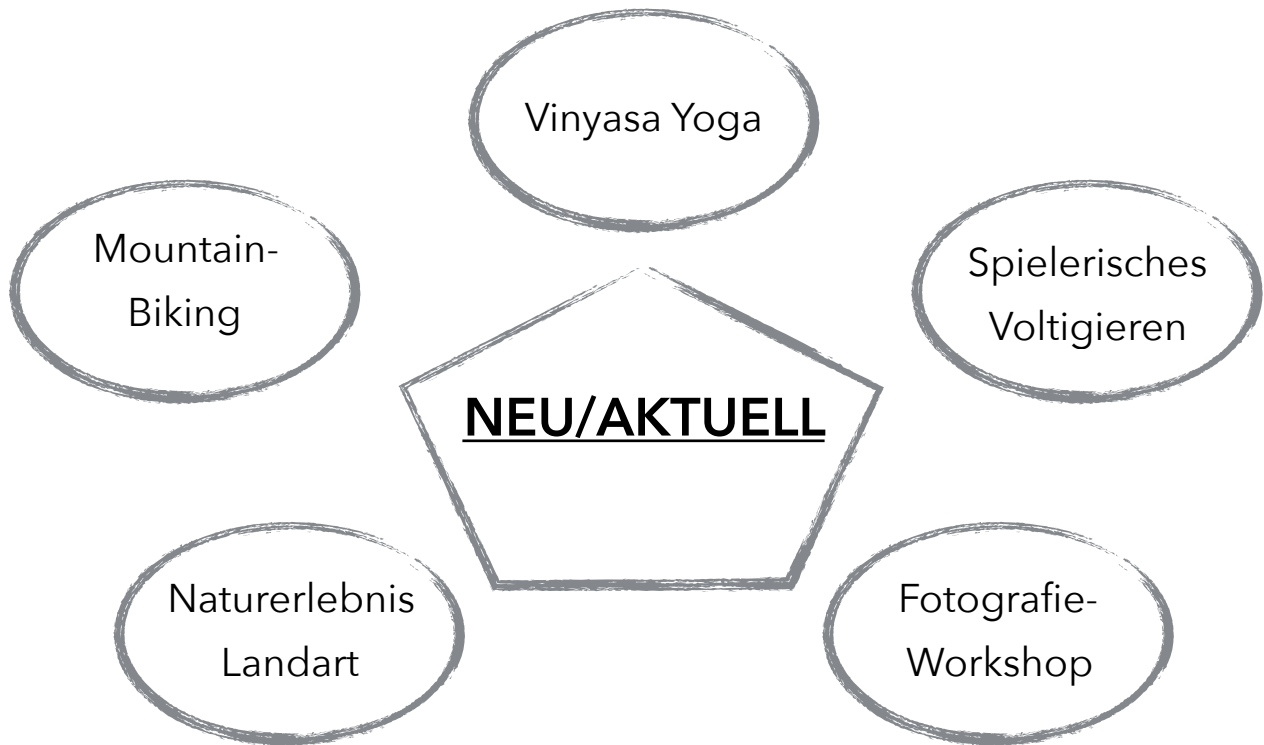 Vinyasa Yoga
Mountain-
Biking
Spielerisches
Voltigieren
NEU/AKTUELL
Naturerlebnis
Landart
Fotografie-
Workshop